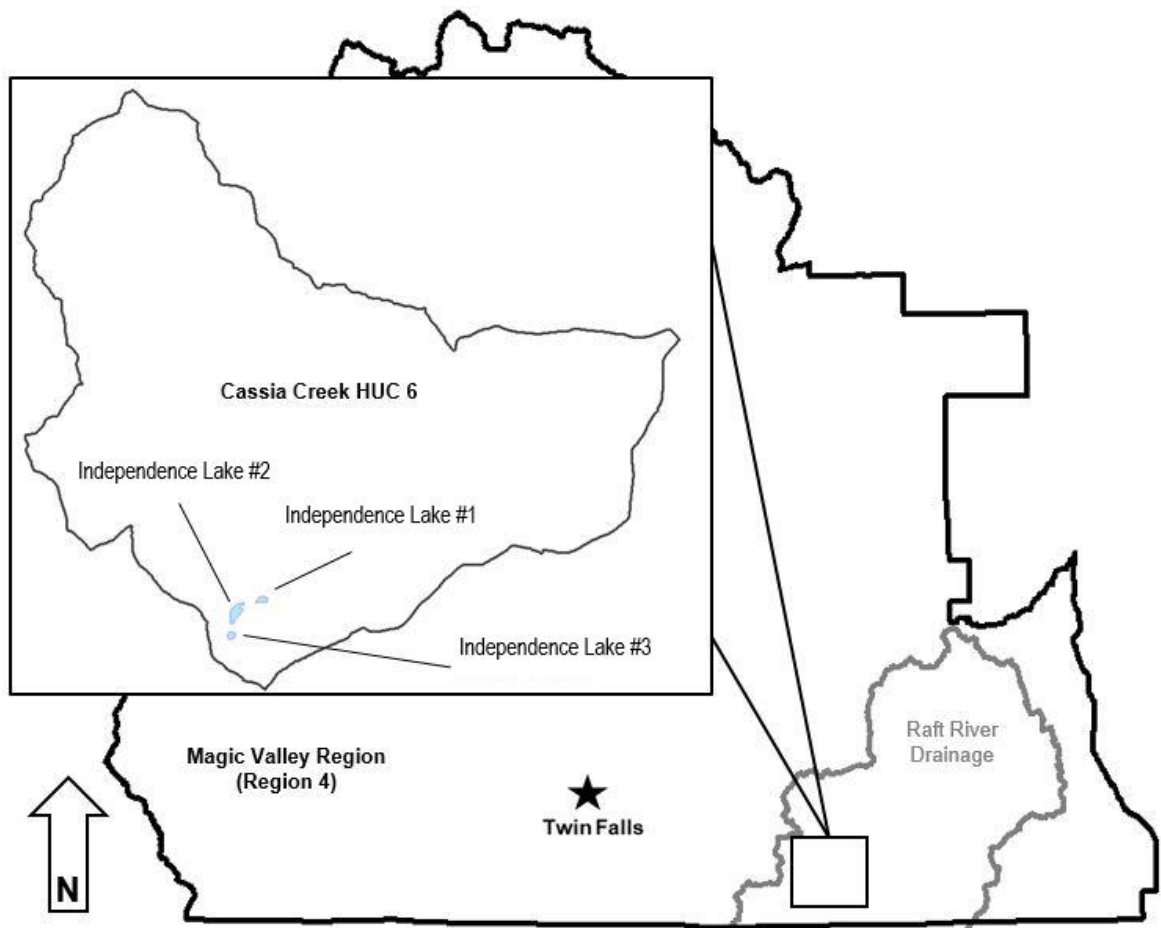 Cassia Creek HUC 6
Independence Lake #2
Independence Lake #1
Independence Lake #3
Magic Valley Region
(Region 4)
Twin Falls
Raft River
Drainage
N